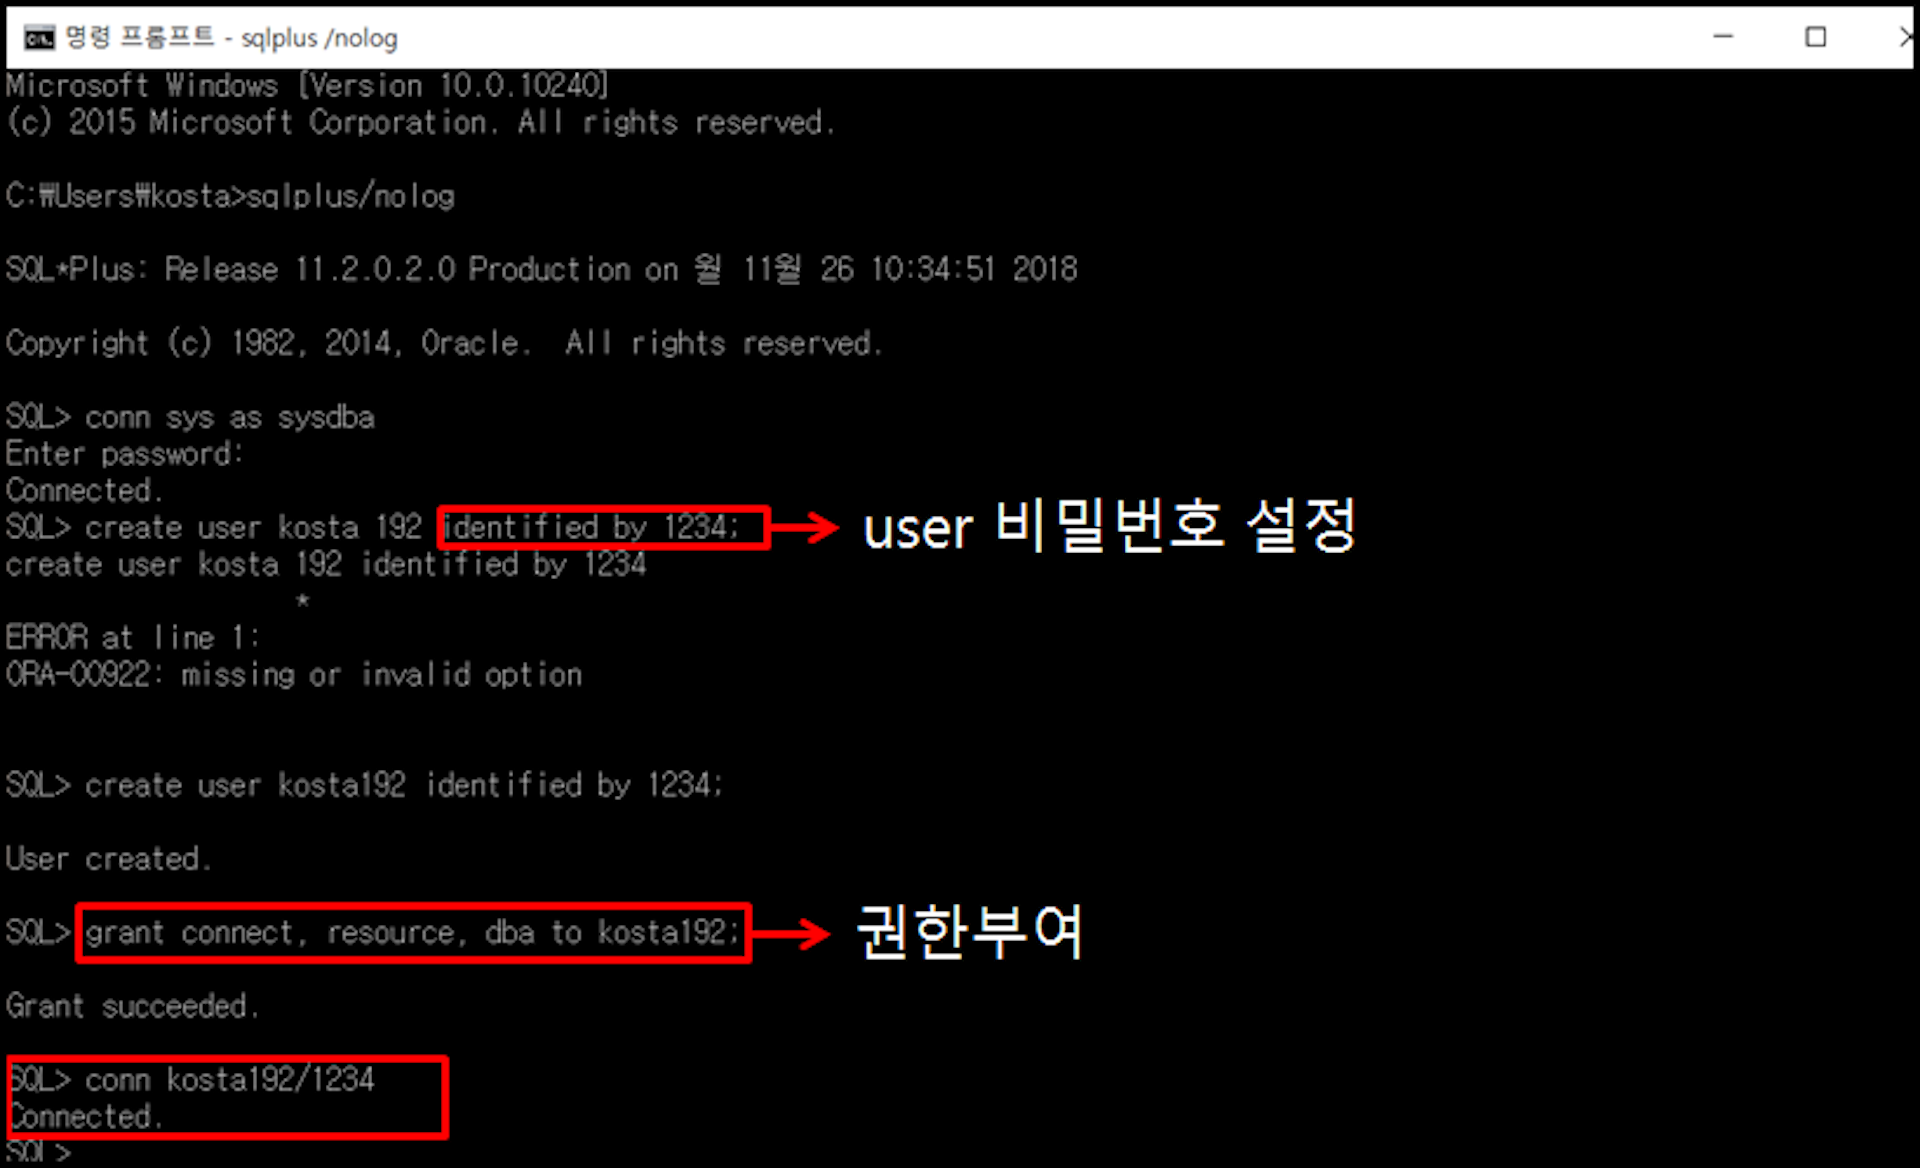 명령 프롬프트 - sqlplus /nolog
Microsoft Windows [Version 10.0.10240]
(c) 2015 Microsoft Corporation. All rights reserved.
C:₩Users₩kosta>sqlplus/nolog
SQL*Plus: Release 11.2.0.2.0 Production on 월 11월 26 10:34:51 2018
Copyright (c) 1982, 2014, Oracle.  All rights reserved.
SQL> conn sys as sysdba
Enter password:
Connected.
SQL> create user kosta 192 identified by 1234; user 비밀번호 설정
create user kosta 192 identified by 1234
*
ERROR at line 1:
ORA-00922: missing or invalid option
SQL> create user kosta192 identified by 1234;
User created.
SQL> grant connect, resource, dba to kosta192; 권한부여
Grant succeeded.
SQL> conn kosta192/1234
Connected.
SQL>